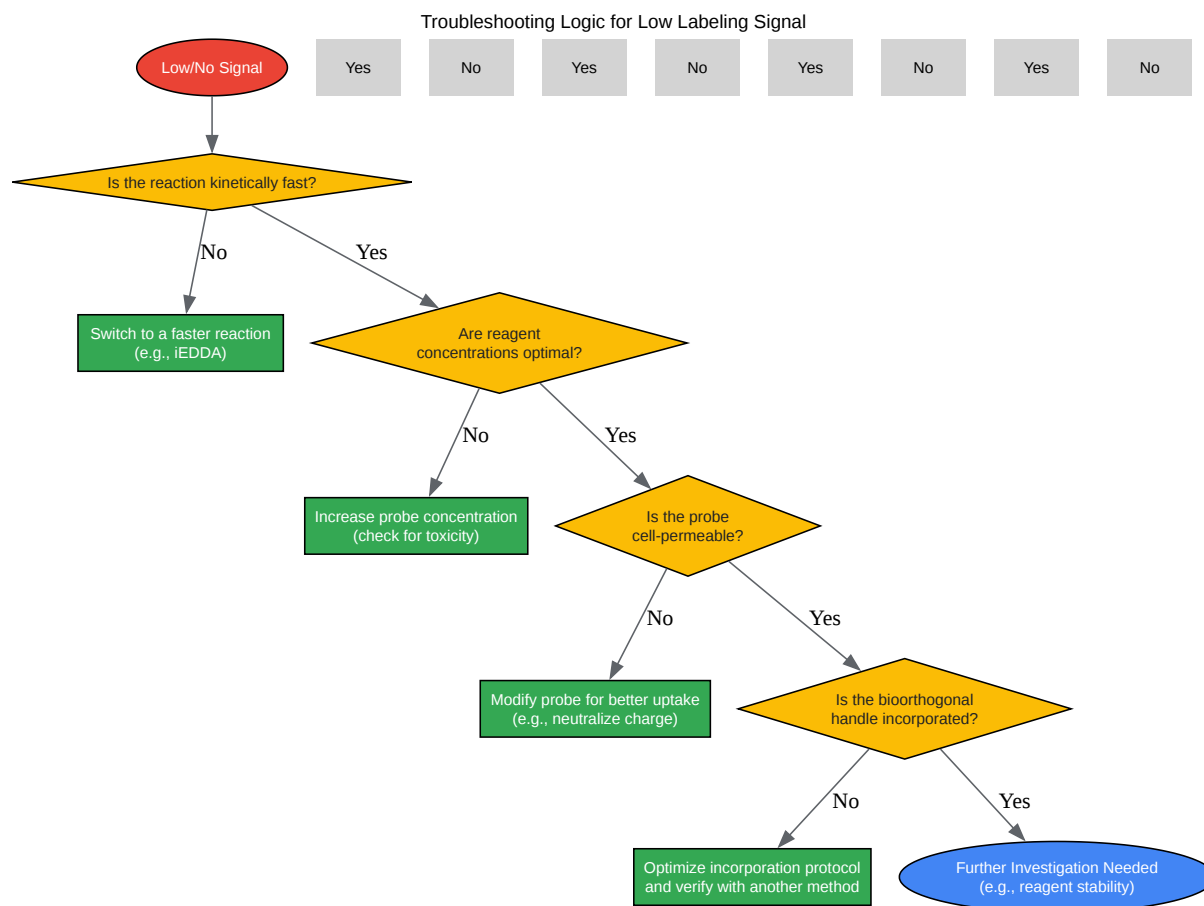 Troubleshooting Logic for Low Labeling Signal
Low/No Signal
Yes
No
Yes
No
Yes
No
Yes
No
Is the reaction kinetically fast?
No
Yes
Switch to a faster reaction
(e.g., iEDDA)
Are reagent
concentrations optimal?
No
Yes
Increase probe concentration
(check for toxicity)
Is the probe
cell-permeable?
No
Yes
Modify probe for better uptake
(e.g., neutralize charge)
Is the bioorthogonal
handle incorporated?
No
Yes
Optimize incorporation protocol
and verify with another method
Further Investigation Needed
(e.g., reagent stability)